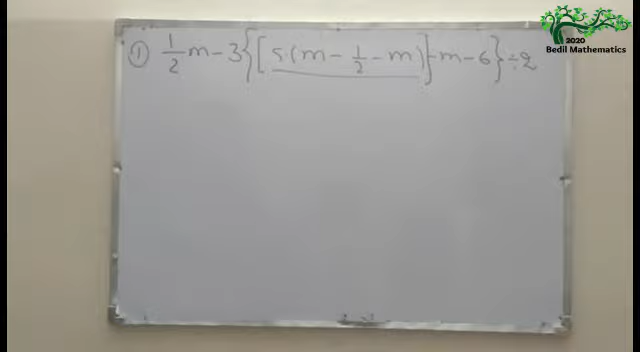 2020
Bedil Mathematics
① 1/2 m - 3{[5(m - 1/2 - m)] - m - 6} ÷ 2